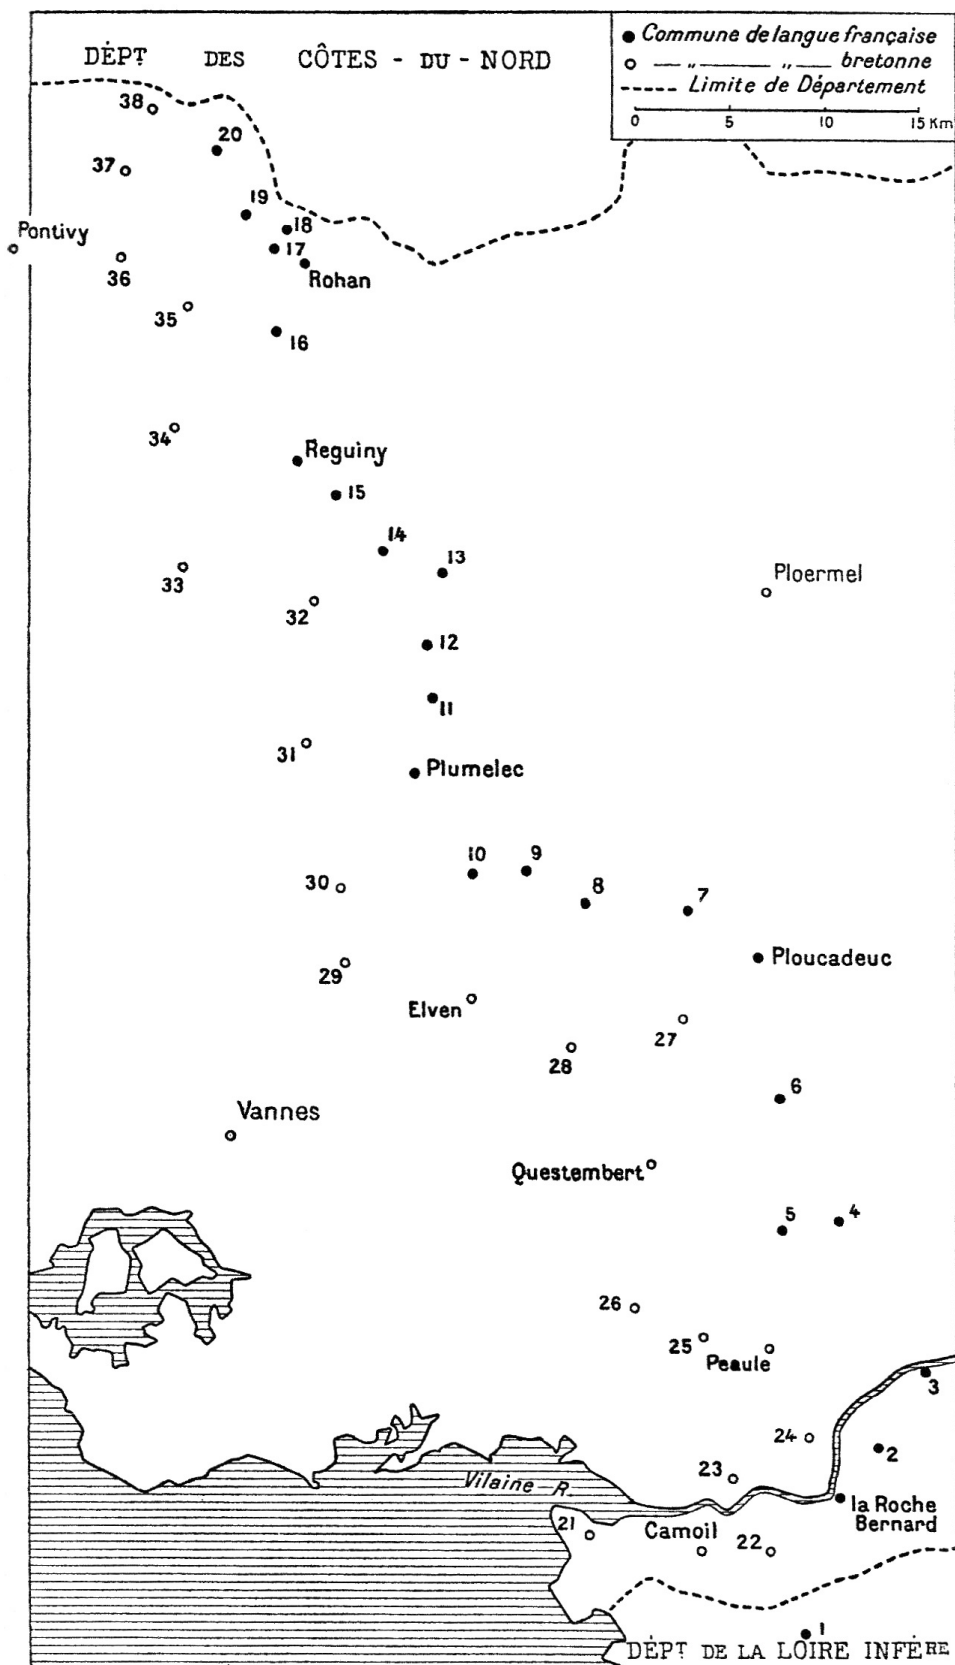 DÉPT DES CÔTES - DU - NORD
Commune de langue française
— „ — „ — bretonne
Limite de Département
0 5 10 15 Km
38
20
37
19
18
Pontivy
17
36
Rohan
35
16
34
Reguiny
15
14
13
33
32
Ploermel
12
11
31
Plumelec
10
9
30
8
7
Ploucadeuc
29
Elven
27
28
6
Vannes
Questembert
5
4
26
25
Peaule
3
24
2
23
Vilaine R.
la Roche
Bernard
21
Camoil
22
1
DÉPT DE LA LOIRE INFÉRE